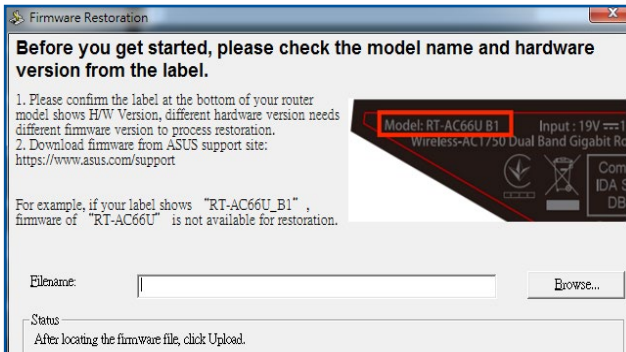 Firmware Restoration
Before you get started, please check the model name and hardware
version from the label.
1. Please confirm the label at the bottom of your router
model shows H/W Version, different hardware version needs
different firmware version to process restoration.
2. Download firmware from ASUS support site:
https://www.asus.com/support
For example, if your label shows “RT-AC66U_B1”,
firmware of “RT-AC66U” is not available for restoration.
Model: RT-AC66U B1 Input : 19V
Wireless-AC1750 Dual Band Gigabit
Com
IDA
DB
Filename:
Browse...
Status
After locating the firmware file, click Upload.